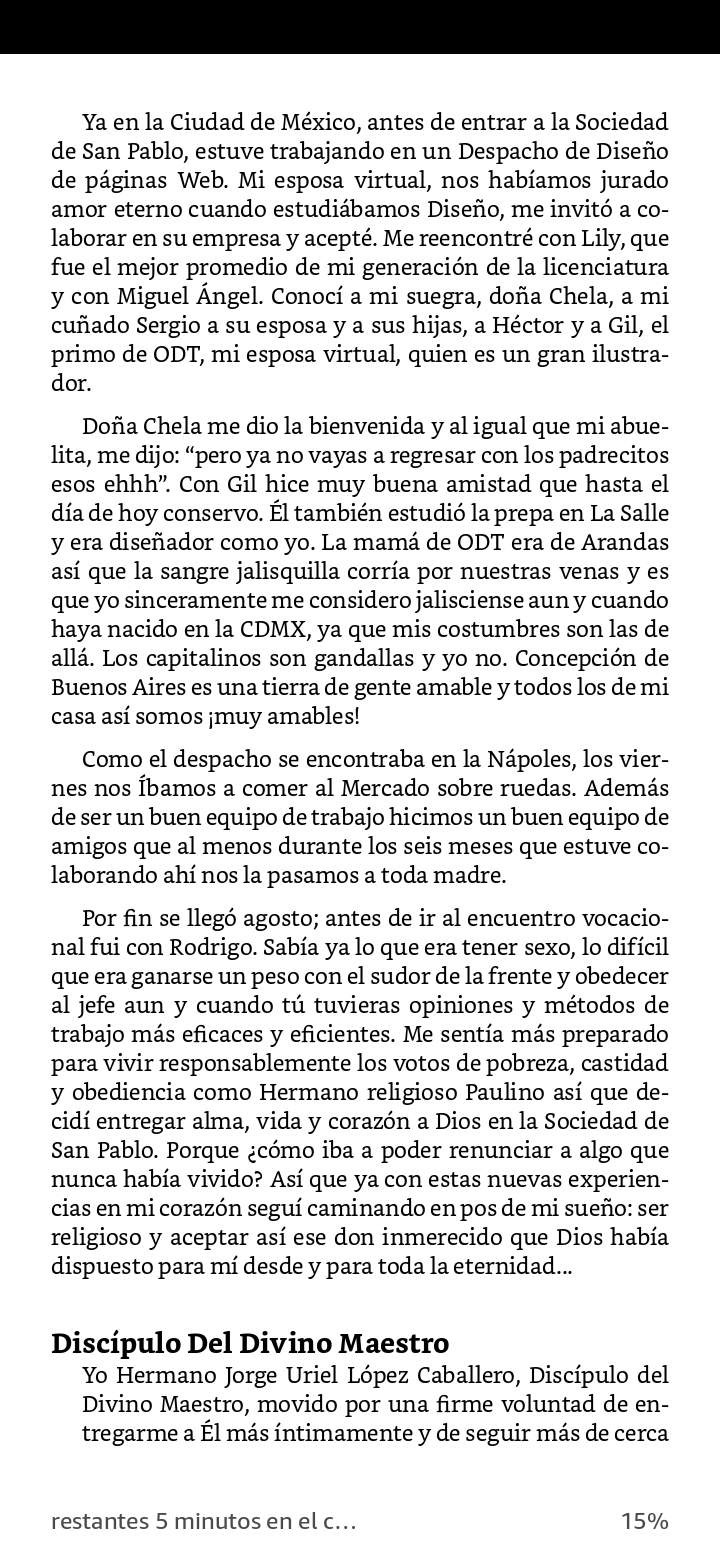 Ya en la Ciudad de México, antes de entrar a la Sociedad
de San Pablo, estuve trabajando en un Despacho de Diseño
de páginas Web. Mi esposa virtual, nos habíamos jurado
amor eterno cuando estudiábamos Diseño, me invitó a co-
laborar en su empresa y acepté. Me reencontré con Lily, que
fue el mejor promedio de mi generación de la licenciatura
y con Miguel Ángel. Conocí a mi suegra, doña Chela, a mi
cuñado Sergio a su esposa y a sus hijas, a Héctor y a Gil, el
primo de ODT, mi esposa virtual, quien es un gran ilustra-
dor.
Doña Chela me dio la bienvenida y al igual que mi abue-
lita, me dijo: “pero ya no vayas a regresar con los padrecitos
esos ehhh”. Con Gil hice muy buena amistad que hasta el
día de hoy conservo. Él también estudió la prepa en La Salle
y era diseñador como yo. La mamá de ODT era de Arandas
así que la sangre jalisquilla corría por nuestras venas y es
que yo sinceramente me considero jalisciense aun y cuando
haya nacido en la CDMX, ya que mis costumbres son las de
allá. Los capitalinos son gandallas y yo no. Concepción de
Buenos Aires es una tierra de gente amable y todos los de mi
casa así somos ¡muy amables!
Como el despacho se encontraba en la Nápoles, los vier-
nes nos Íbamos a comer al Mercado sobre ruedas. Además
de ser un buen equipo de trabajo hicimos un buen equipo de
amigos que al menos durante los seis meses que estuve co-
laborando ahí nos la pasamos a toda madre.
Por fin se llegó agosto; antes de ir al encuentro vocacio-
nal fui con Rodrigo. Sabía ya lo que era tener sexo, lo difícil
que era ganarse un peso con el sudor de la frente y obedecer
al jefe aun y cuando tú tuvieras opiniones y métodos de
trabajo más eficaces y eficientes. Me sentía más preparado
para vivir responsablemente los votos de pobreza, castidad
y obediencia como Hermano religioso Paulino así que de-
cidí entregar alma, vida y corazón a Dios en la Sociedad de
San Pablo. Porque ¿cómo iba a poder renunciar a algo que
nunca había vivido? Así que ya con estas nuevas experien-
cias en mi corazón seguí caminando en pos de mi sueño: ser
religioso y aceptar así ese don inmerecido que Dios había
dispuesto para mí desde y para toda la eternidad...
Discípulo Del Divino Maestro
Yo Hermano Jorge Uriel López Caballero, Discípulo del
Divino Maestro, movido por una firme voluntad de en-
tregarme a Él más íntimamente y de seguir más de cerca
restantes 5 minutos en el c... 15%